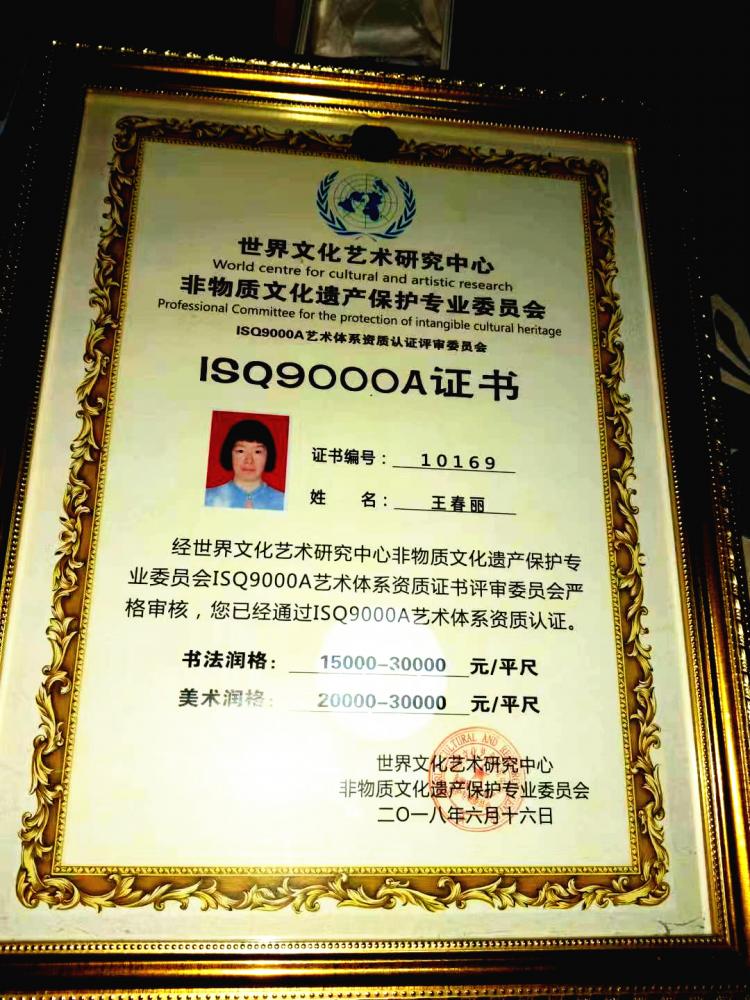 世界文化艺术研究中心
World centre for cultural and artistic research
非物质文化遗产保护专业委员会
Professional Committee for the protection of intangible cultural heritage
ISQ9000A艺术体系资质认证评审委员会
ISQ9000A证书
证书编号：10169
姓 名：王春丽
经世界文化艺术研究中心非物质文化遗产保护专
业委员会ISQ9000A艺术体系资质证书评审委员会严
格审核，您已经通过ISQ9000A艺术体系资质认证。
书法润格：15000-30000 元/平尺
美术润格：20000-30000 元/平尺
世界文化艺术研究中心
非物质文化遗产保护专业委员会
二〇一八年六月十六日